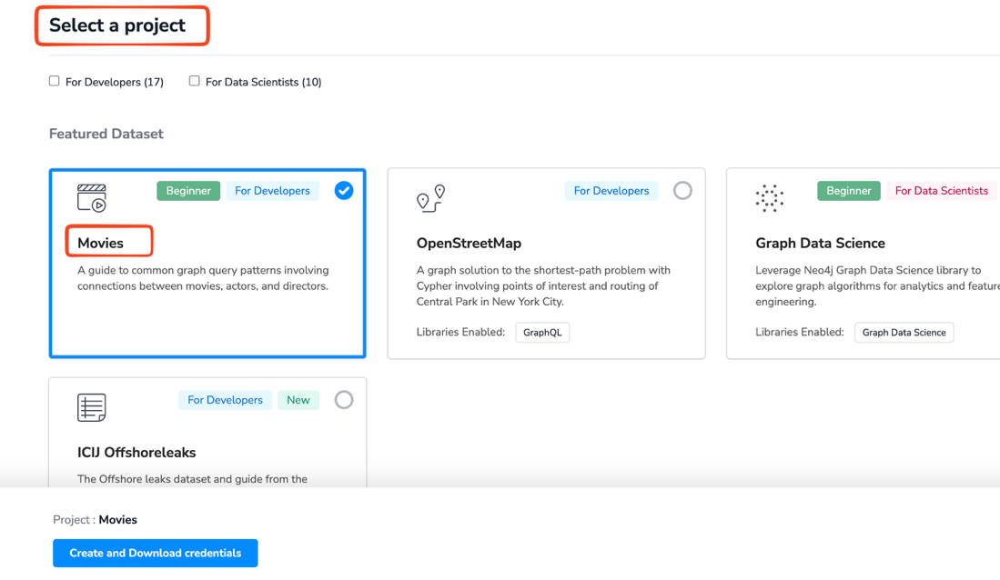 Select a project
For Developers (17)
For Data Scientists (10)
Featured Dataset
Beginner
For Developers
Movies
A guide to common graph query patterns involving
connections between movies, actors, and directors.
For Developers
OpenStreetMap
A graph solution to the shortest-path problem with
Cypher involving points of interest and routing of
Central Park in New York City.
Libraries Enabled:
GraphQL
Beginner
For Data Scientists
Graph Data Science
Leverage Neo4j Graph Data Science library to
explore graph algorithms for analytics and feature
engineering.
Libraries Enabled:
Graph Data Science
For Developers
New
ICIJ Offshoreleaks
The Offshore leaks dataset and guide from the
Project : Movies
Create and Download credentials